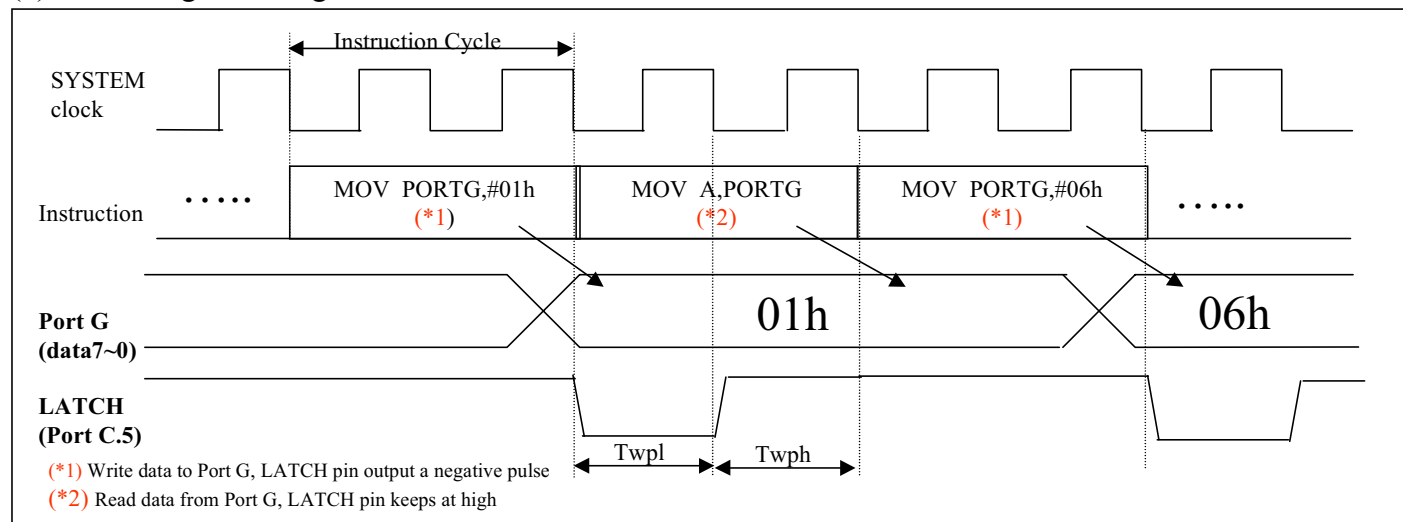 Instruction Cycle
SYSTEM
clock
Instruction
.....
MOV PORTG,#01h
(*1)
MOV A,PORTG
(*2)
MOV PORTG,#06h
(*1)
.....
Port G
(data7~0)
01h
06h
LATCH
(Port C.5)
Twpl
Twph
(*1) Write data to Port G, LATCH pin output a negative pulse
(*2) Read data from Port G, LATCH pin keeps at high